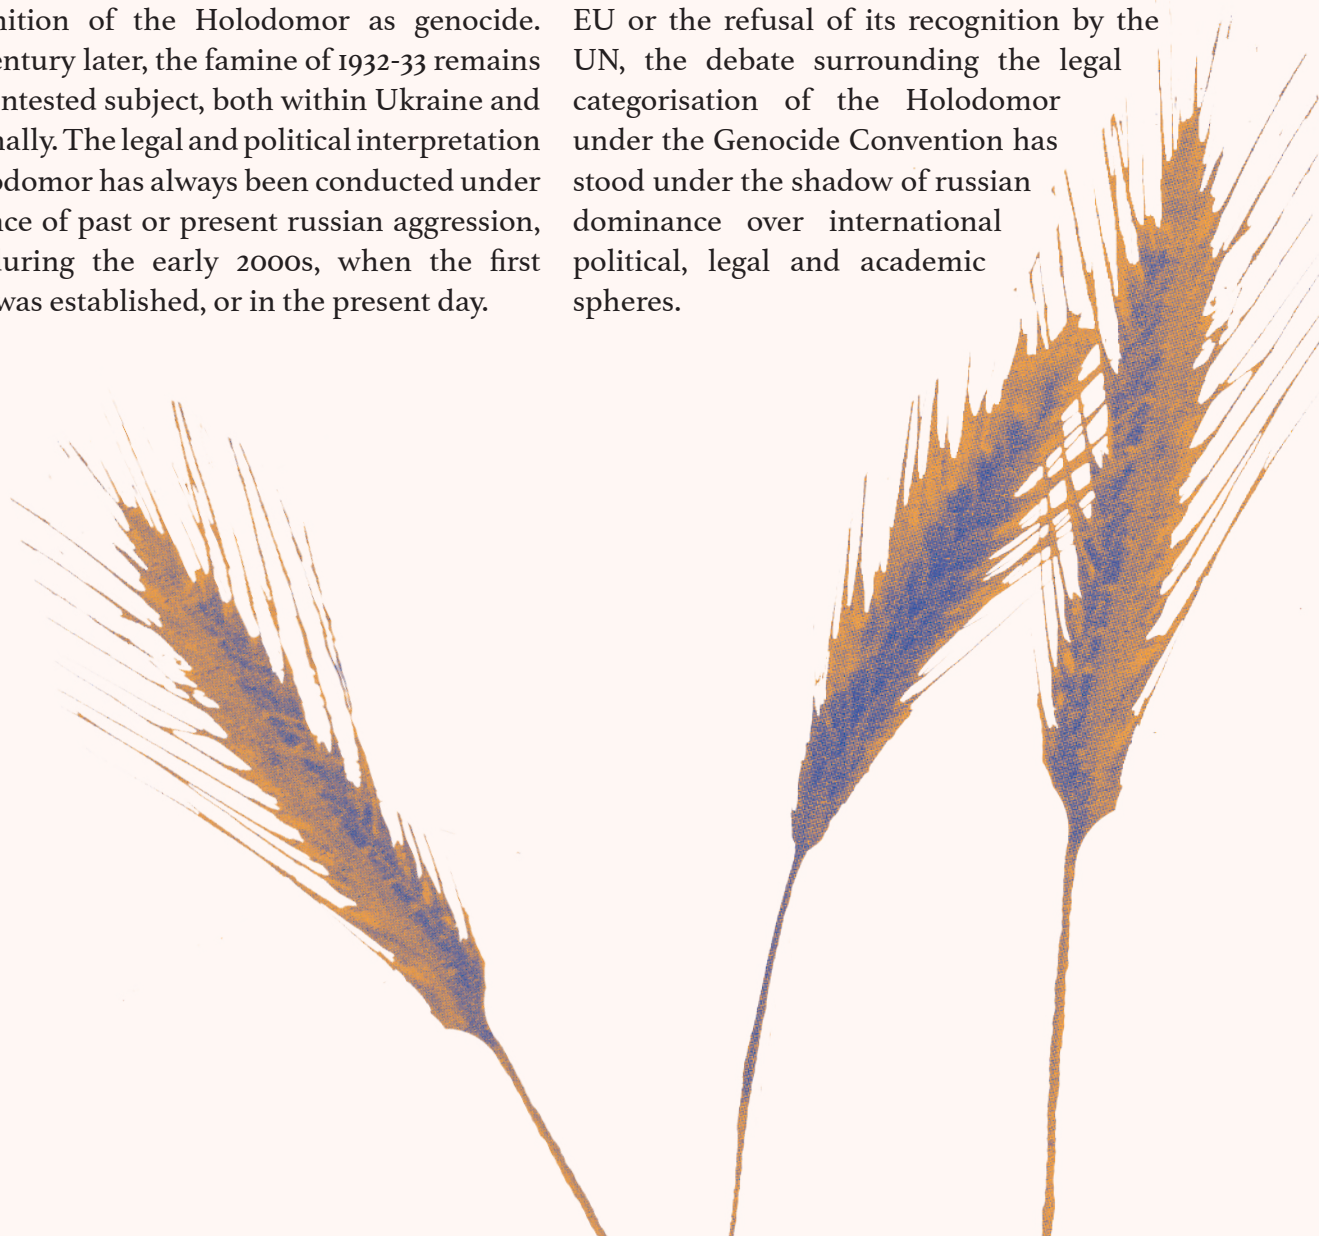 nition of the Holodomor as genocide.
entury later, the famine of 1932-33 remains
ntested subject, both within Ukraine and
nally. The legal and political interpretation
odomor has always been conducted under
nce of past or present russian aggression,
during the early 2000s, when the first
was established, or in the present day.
EU or the refusal of its recognition by the
UN, the debate surrounding the legal
categorisation of the Holodomor
under the Genocide Convention has
stood under the shadow of russian
dominance over international
political, legal and academic
spheres.